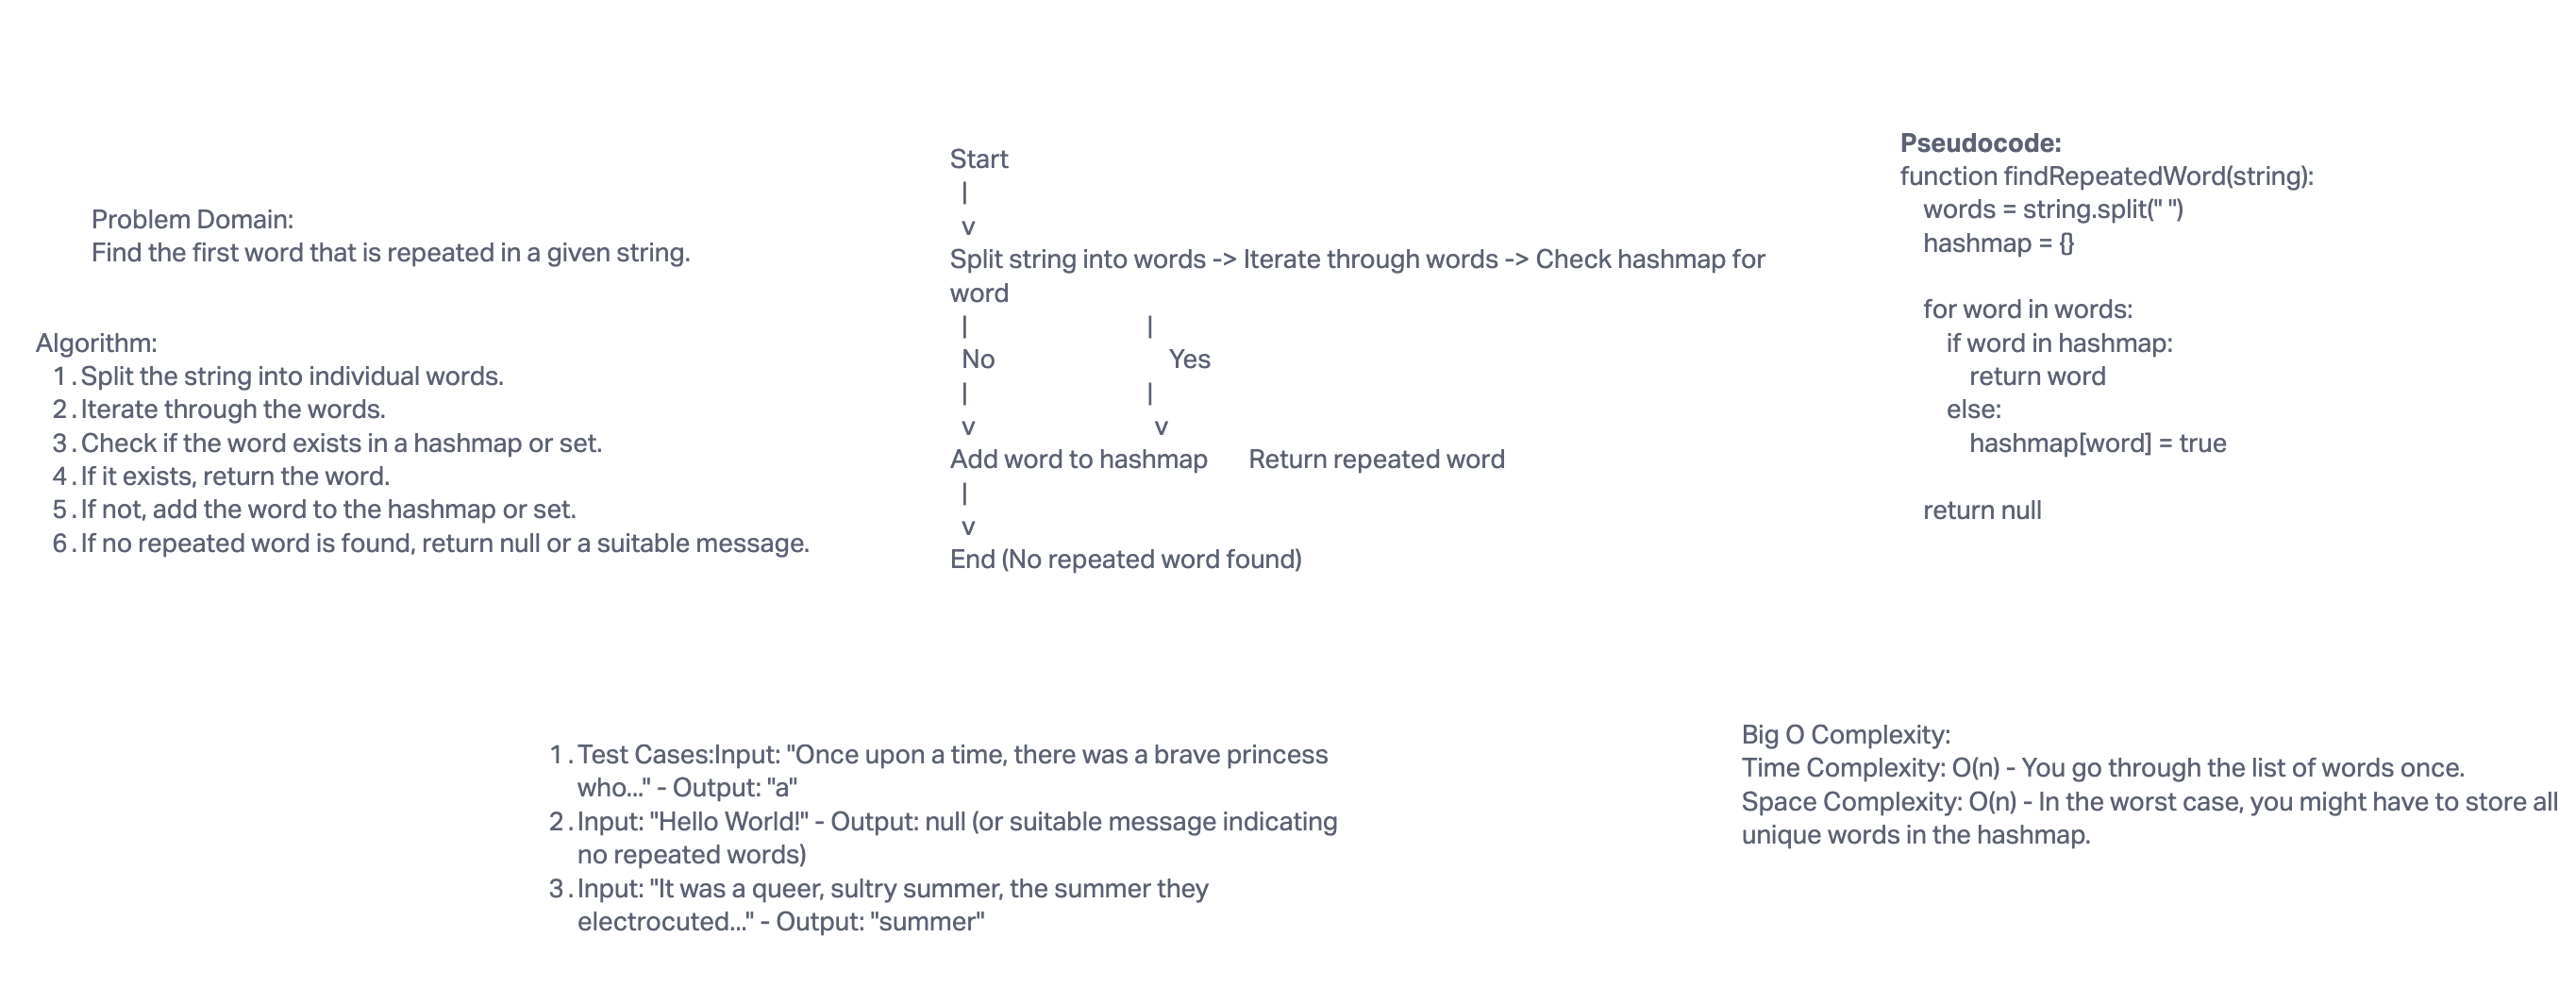 Problem Domain:
Find the first word that is repeated in a given string.
Algorithm:
1. Split the string into individual words.
2. Iterate through the words.
3. Check if the word exists in a hashmap or set.
4. If it exists, return the word.
5. If not, add the word to the hashmap or set.
6. If no repeated word is found, return null or a suitable message.
Start
|
v
Split string into words -> Iterate through words -> Check hashmap for
word
| |
No Yes
| |
v v
Add word to hashmap Return repeated word
|
v
End (No repeated word found)
Pseudocode:
function findRepeatedWord(string):
words = string.split(" ")
hashmap = {}
for word in words:
if word in hashmap:
return word
else:
hashmap[word] = true
return null
1. Test Cases:Input: "Once upon a time, there was a brave princess
who..." - Output: "a"
2. Input: "Hello World!" - Output: null (or suitable message indicating
no repeated words)
3. Input: "It was a queer, sultry summer, the summer they
electrocuted..." - Output: "summer"
Big O Complexity:
Time Complexity: O(n) - You go through the list of words once.
Space Complexity: O(n) - In the worst case, you might have to store all
unique words in the hashmap.